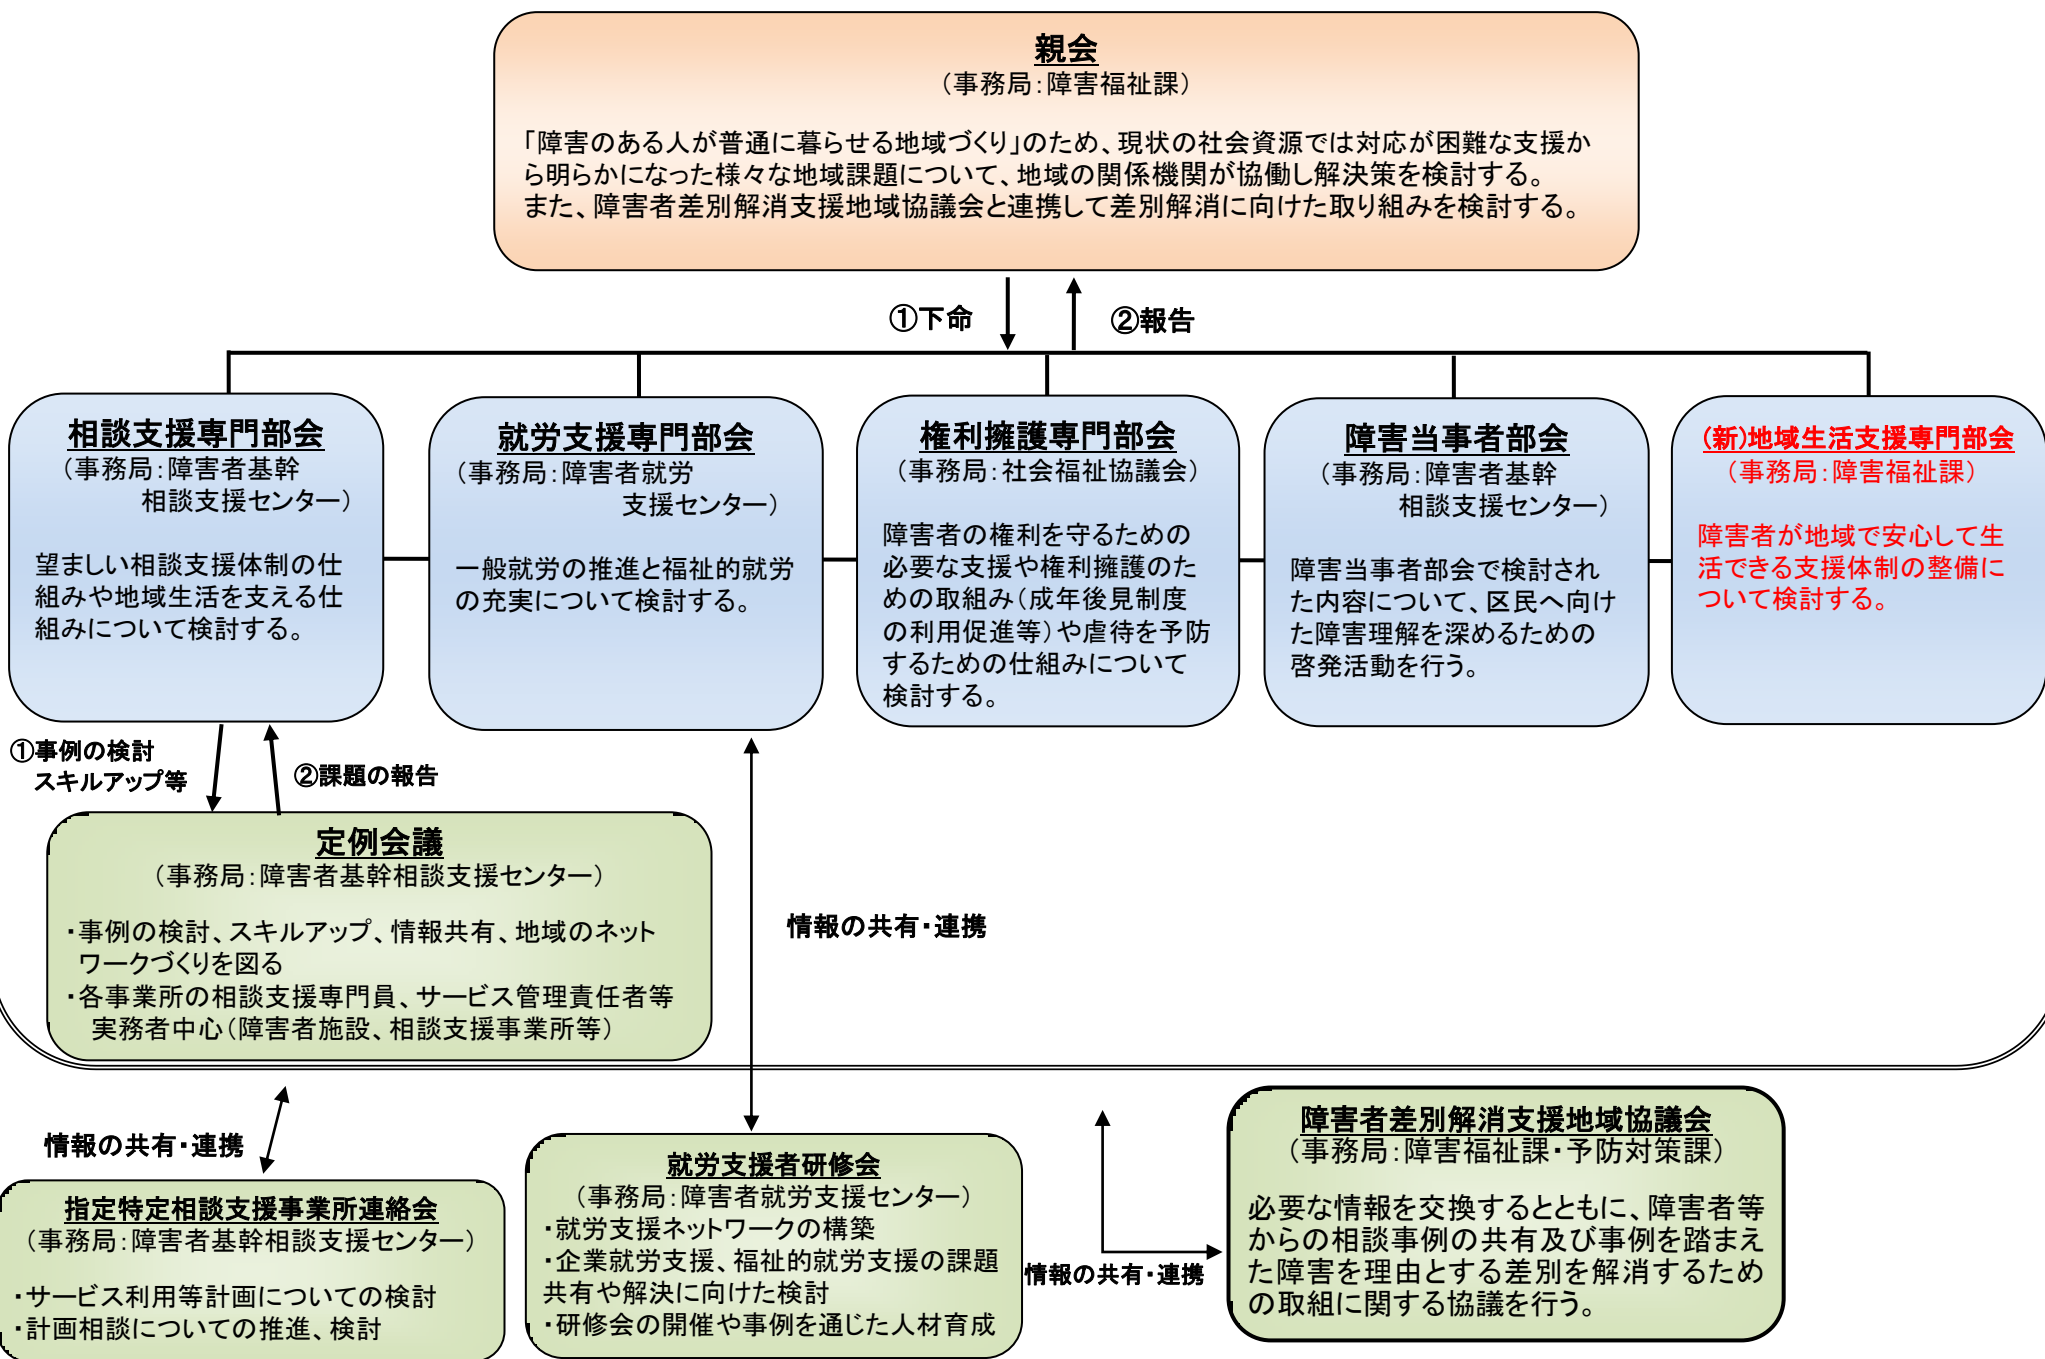 親会
（事務局：障害福祉課）
「障害のある人が普通に暮らせる地域づくり」のため、現状の社会資源では対応が困難な支援か
ら明らかになった様々な地域課題について、地域の関係機関が協働し解決策を検討する。
また、障害者差別解消支援地域協議会と連携して差別解消に向けた取り組みを検討する。
①下命
②報告
相談支援専門部会
（事務局：障害者基幹
相談支援センター）
望ましい相談支援体制の仕
組みや地域生活を支える仕
組みについて検討する。
就労支援専門部会
（事務局：障害者就労
支援センター）
一般就労の推進と福祉的就労
の充実について検討する。
権利擁護専門部会
（事務局：社会福祉協議会）
障害者の権利を守るための
必要な支援や権利擁護のた
めの取組み（成年後見制度
の利用促進等）や虐待を予防
するための仕組みについて
検討する。
障害当事者部会
（事務局：障害者基幹
相談支援センター）
障害当事者部会で検討され
た内容について、区民へ向け
た障害理解を深めるための
啓発活動を行う。
(新)地域生活支援専門部会
（事務局：障害福祉課）
障害者が地域で安心して生
活できる支援体制の整備に
ついて検討する。
①事例の検討
スキルアップ等
②課題の報告
定例会議
（事務局：障害者基幹相談支援センター）
・事例の検討、スキルアップ、情報共有、地域のネット
ワークづくりを図る
・各事業所の相談支援専門員、サービス管理責任者等
実務者中心（障害者施設、相談支援事業所等）
情報の共有・連携
情報の共有・連携
指定特定相談支援事業所連絡会
（事務局：障害者基幹相談支援センター）
・サービス利用等計画についての検討
・計画相談についての推進、検討
就労支援者研修会
（事務局：障害者就労支援センター）
・就労支援ネットワークの構築
・企業就労支援、福祉的就労支援の課題
共有や解決に向けた検討
・研修会の開催や事例を通じた人材育成
情報の共有・連携
障害者差別解消支援地域協議会
（事務局：障害福祉課・予防対策課）
必要な情報を交換するとともに、障害者等
からの相談事例の共有及び事例を踏まえ
た障害を理由とする差別を解消するため
の取組に関する協議を行う。